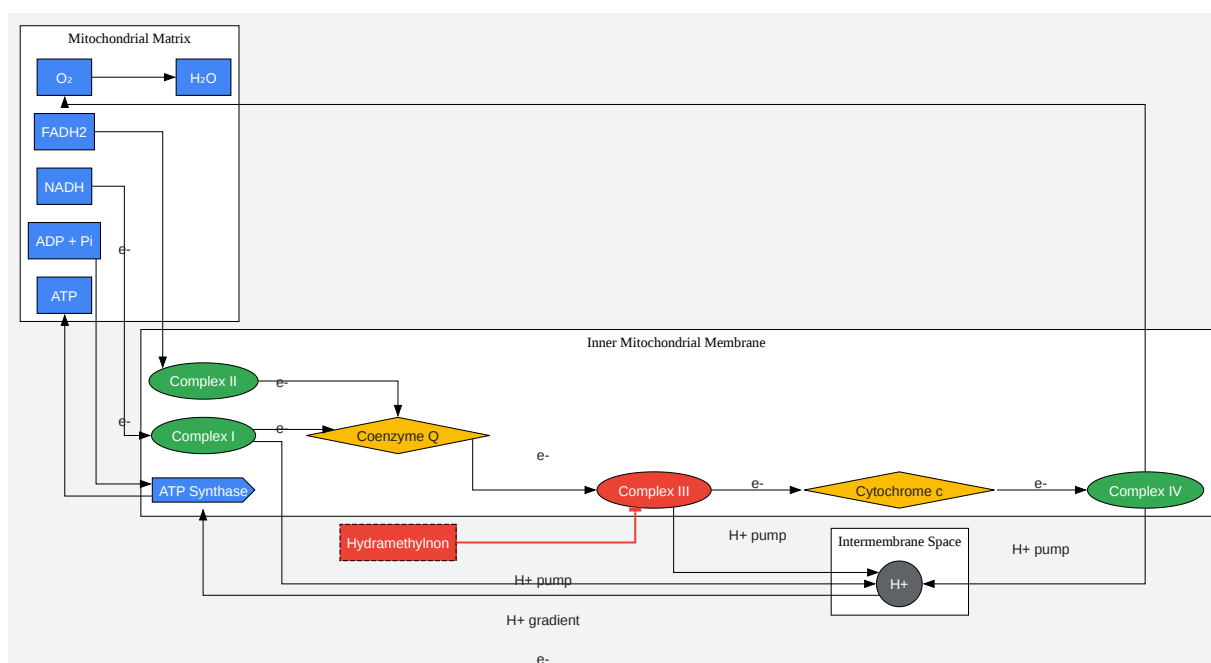 Mitochondrial Matrix
O₂
H₂O
FADH2
NADH
ADP + Pi
e-
ATP
Inner Mitochondrial Membrane
Complex II
e-
e-
Complex I
e-
Coenzyme Q
e-
ATP Synthase
Complex III
e-
Cytochrome c
e-
Complex IV
Hydramethylnon
H+ pump
Intermembrane Space
H+ pump
H+ pump
H+
H+ gradient
e-